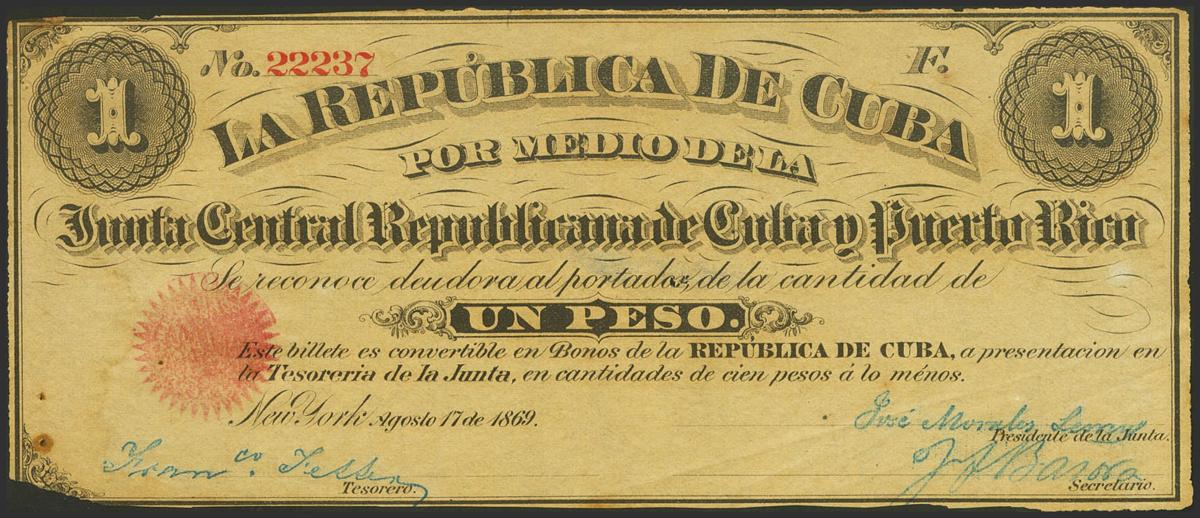 No. 22237 F.
1 1
LA REPÚBLICA DE CUBA
POR MEDIO DE LA
Junta Central Republicana de Cuba y Puerto Rico
Se reconoce deudora al portador, de la cantidad de
UN PESO.
Este billete es convertible en Bonos de la REPÚBLICA DE CUBA, a presentacion en
la Tesoreria de la Junta, en cantidades de cien pesos á lo ménos.
New York Agosto 17 de 1869.
José Morales Lemus
Presidente de la Junta.
Fran co.
Tesorero.
Secretario.